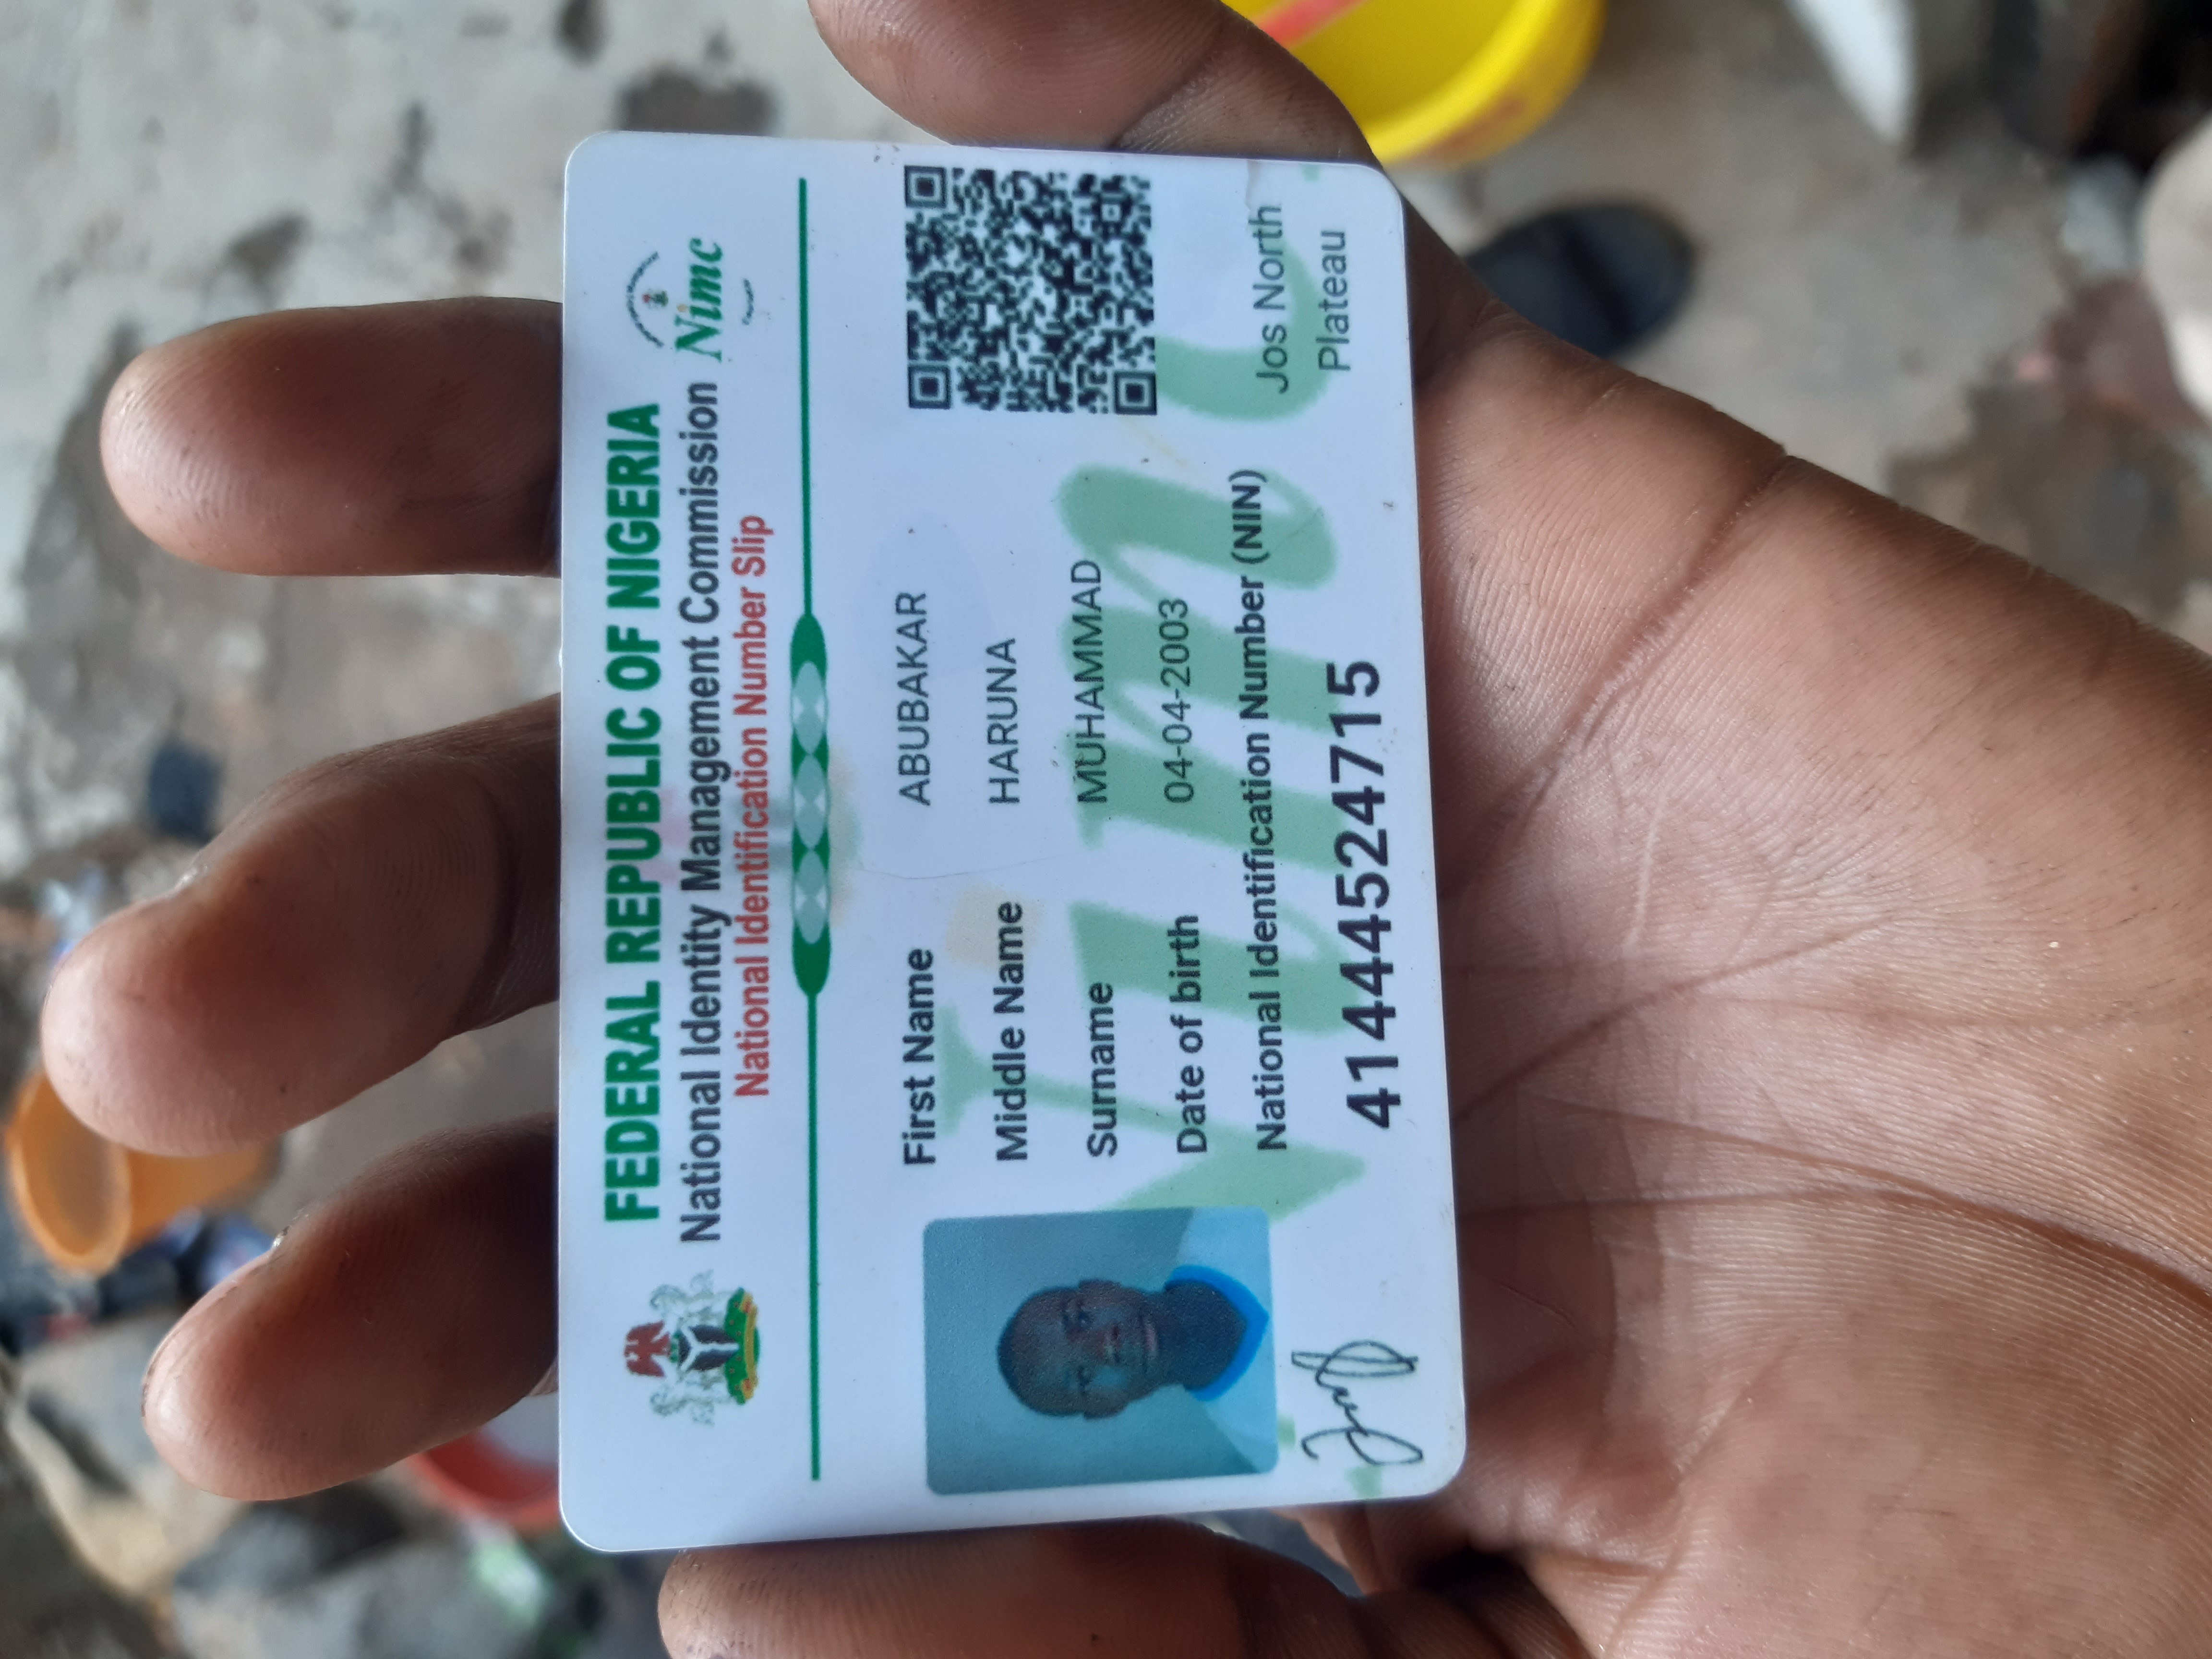 FEDERAL REPUBLIC OF NIGERIA
National Identity Management Commission
National Identification Number Slip
Nimc
First Name ABUBAKAR
Middle Name HARUNA
Surname MUHAMMAD
Date of birth 04-04-2003
National Identification Number (NIN)
41444524715
Jos North
Plateau